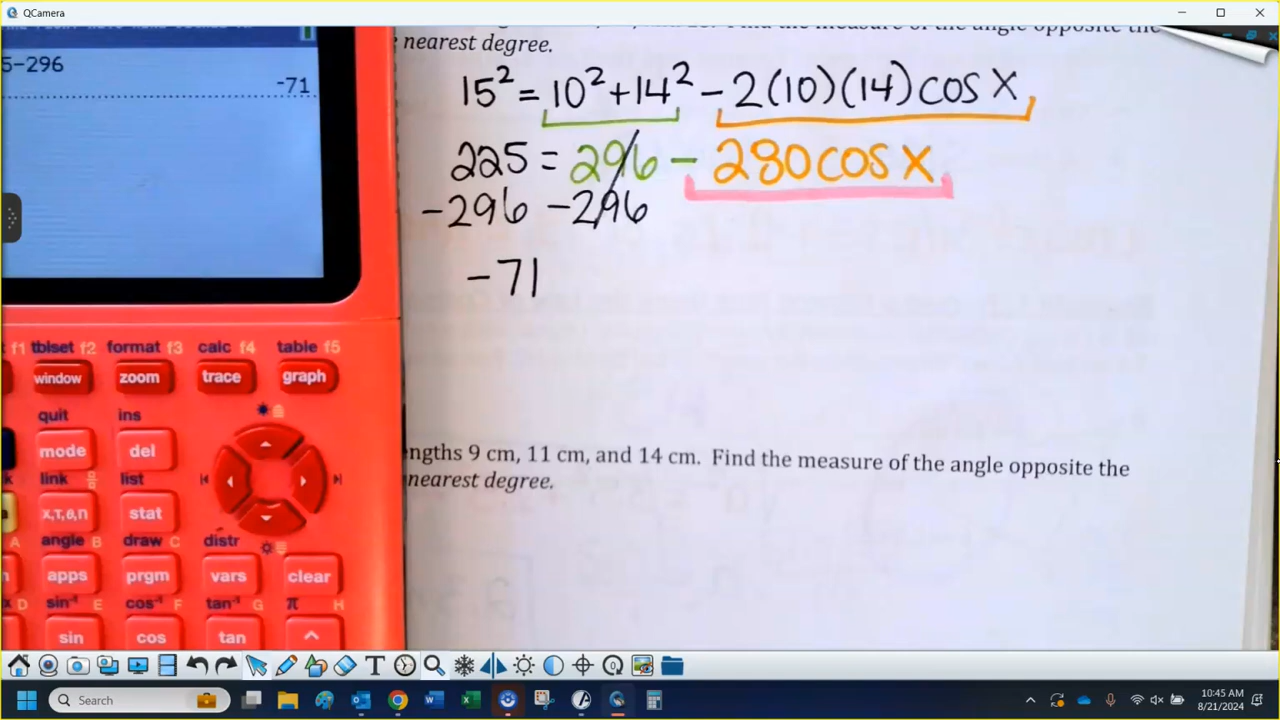 QCamera
nearest degree.
15² = 10² + 14² - 2(10)(14) cos X
225 = 296 - 280 cos X
-296 -296
-71
ngths 9 cm, 11 cm, and 14 cm. Find the measure of the angle opposite the
nearest degree.
5-296
-71
f1 tblset f2 format f3 calc f4 table f5
window zoom trace graph
quit ins
mode del
link list
x,T,θ,n stat
A angle B draw C distr
apps prgm vars clear
D sin⁻¹ E cos⁻¹ F tan⁻¹ G π H
sin cos tan ^
Search
10:45 AM
8/21/2024